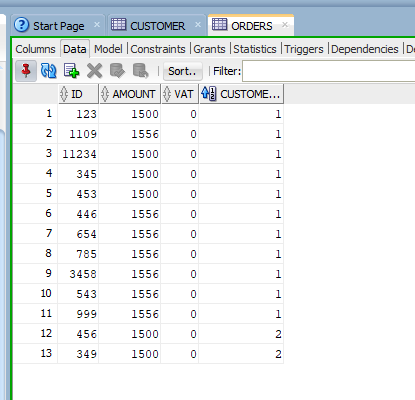 Start Page CUSTOMER ORDERS
Columns Data Model Constraints Grants Statistics Triggers Dependencies
Sort.. Filter:
ID AMOUNT VAT CUSTOME...
1 123 1500 0 1
2 1109 1556 0 1
3 11234 1500 0 1
4 345 1500 0 1
5 453 1500 0 1
6 446 1556 0 1
7 654 1556 0 1
8 785 1556 0 1
9 3458 1556 0 1
10 543 1556 0 1
11 999 1556 0 1
12 456 1500 0 2
13 349 1500 0 2